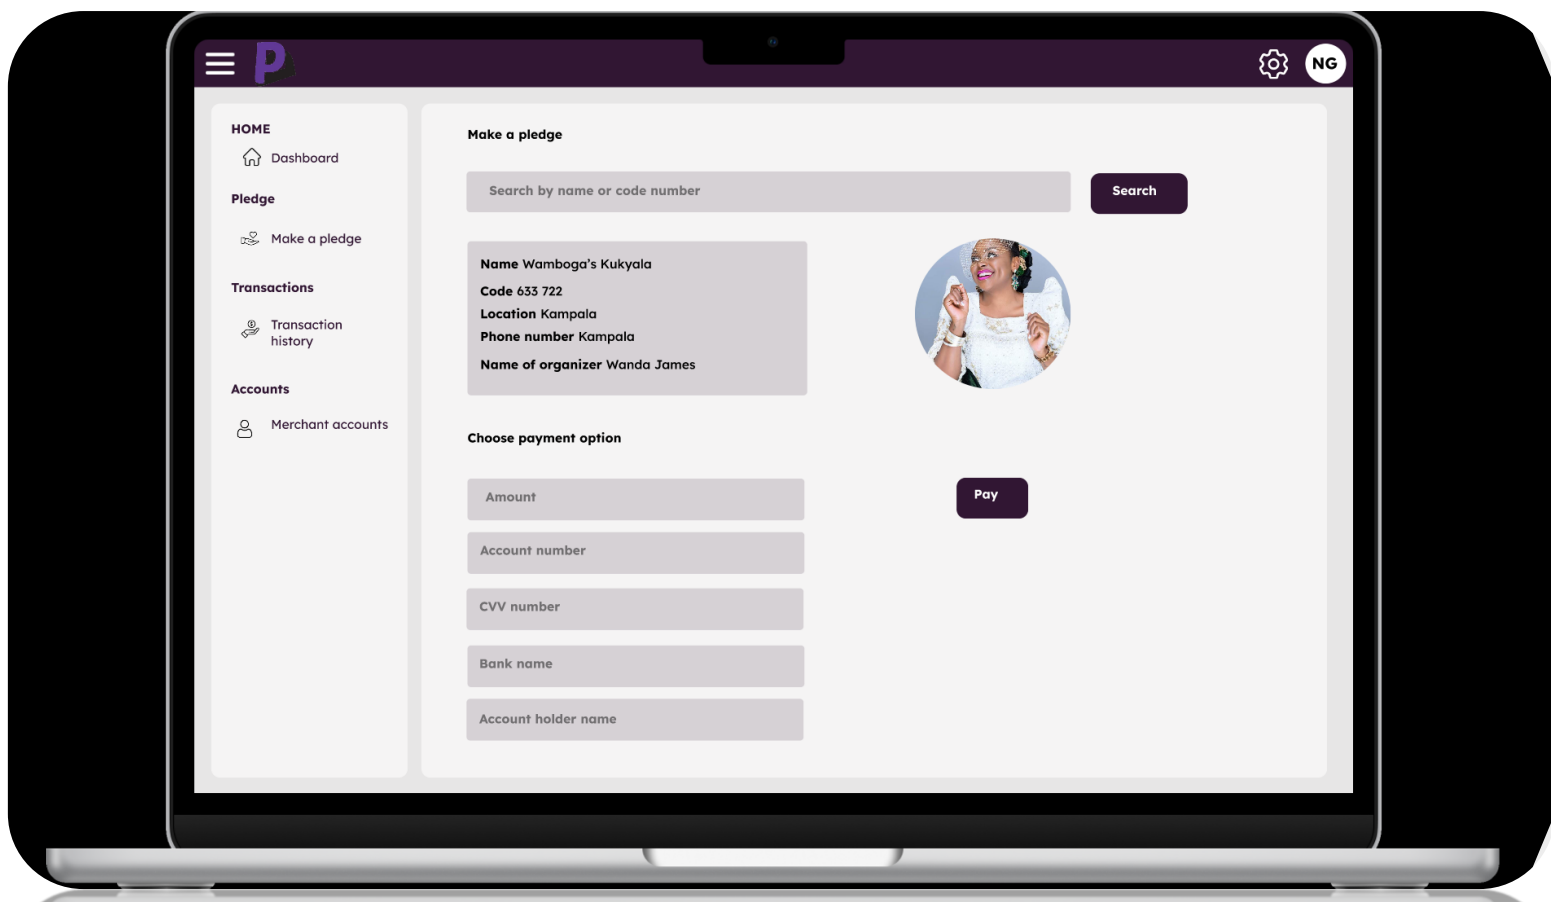 P
NG
HOME
Dashboard
Pledge
Make a pledge
Transactions
Transaction
history
Accounts
Merchant accounts
Make a pledge
Search by name or code number
Search
Name Wamboga's Kukyala
Code 633 722
Location Kampala
Phone number Kampala
Name of organizer Wanda James
Choose payment option
Amount
Pay
Account number
CVV number
Bank name
Account holder name